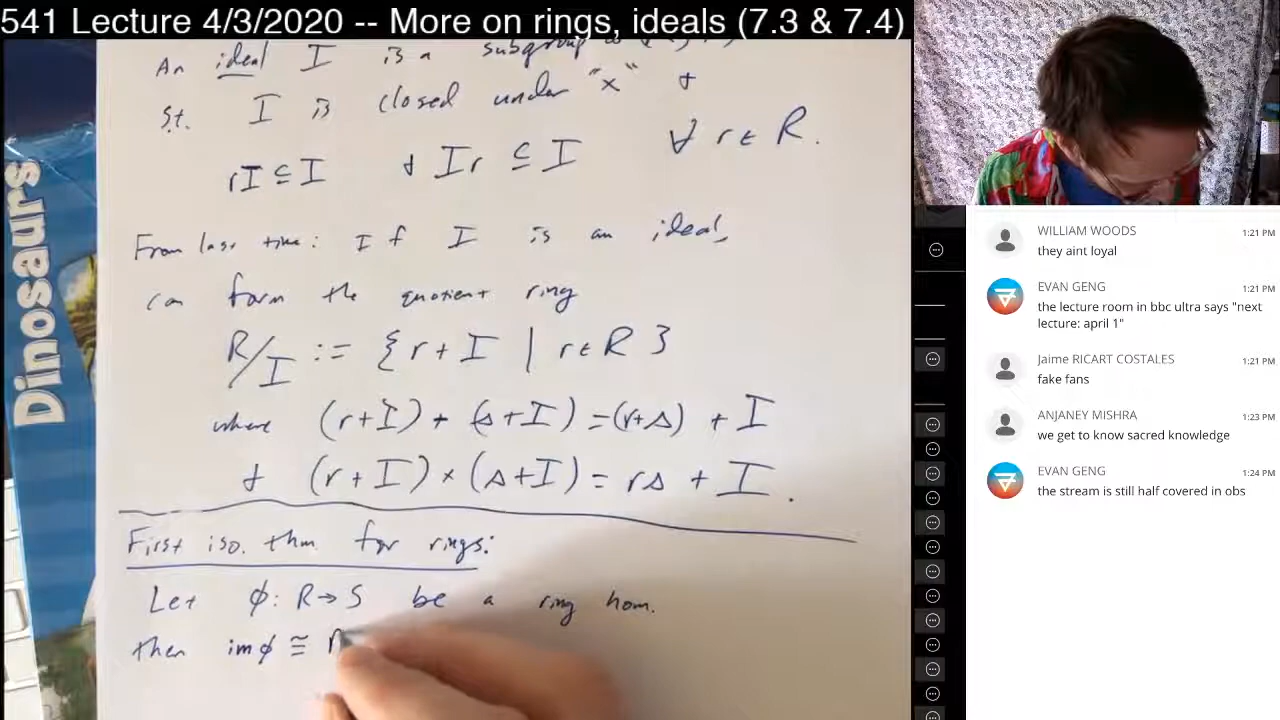 541 Lecture 4/3/2020 -- More on rings, ideals (7.3 & 7.4)
Dinosaurs
An ideal I is a subgroup
s.t. I is closed under "x" &
rI ⊆ I & Ir ⊆ I ∀ r ∈ R.
From last time: If I is an ideal,
can form the quotient ring
R/I := {r + I | r ∈ R}
where (r+I) + (s+I) = (r+s) + I
& (r+I) × (s+I) = rs + I.
First iso. thm for rings:
Let φ: R → S be a ring hom.
then im φ ≅
WILLIAM WOODS 1:21 PM
they aint loyal
EVAN GENG 1:21 PM
the lecture room in bbc ultra says "next
lecture: april 1"
Jaime RICART COSTALES 1:21 PM
fake fans
ANJANEY MISHRA 1:23 PM
we get to know sacred knowledge
EVAN GENG 1:24 PM
the stream is still half covered in obs